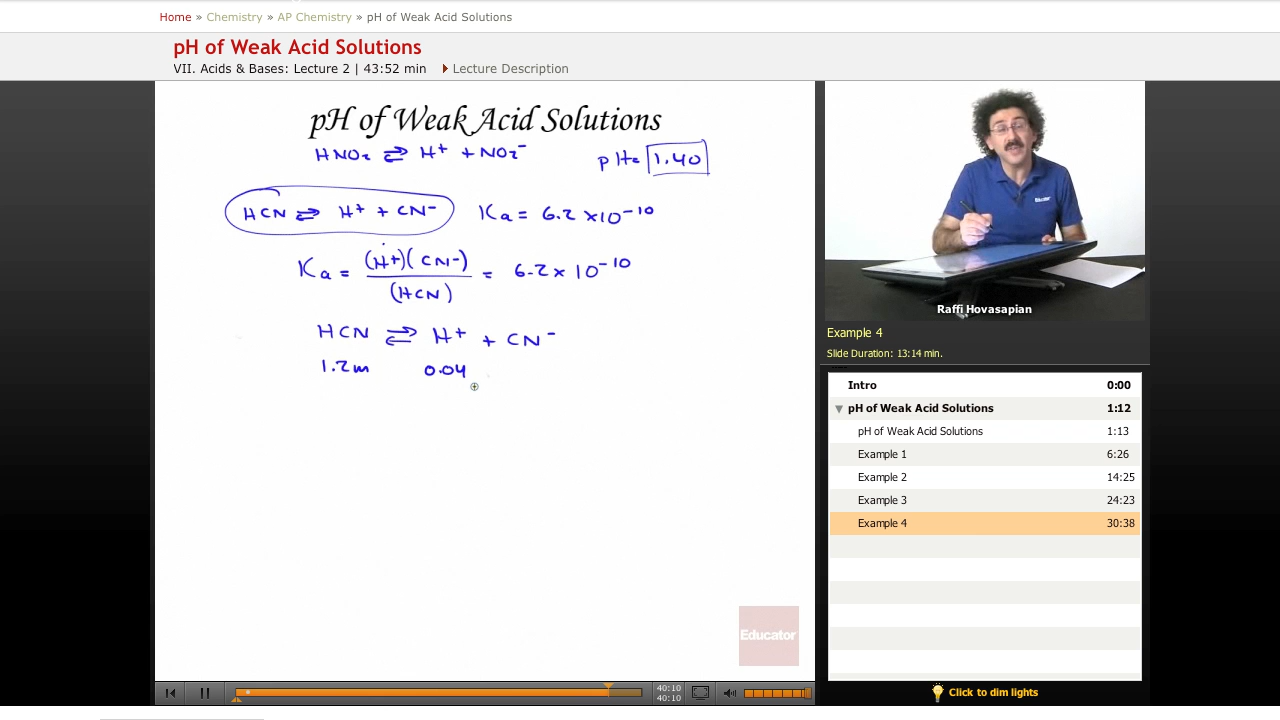 Home » Chemistry » AP Chemistry » pH of Weak Acid Solutions
pH of Weak Acid Solutions
VII. Acids & Bases: Lecture 2 | 43:52 min Lecture Description
pH of Weak Acid Solutions
HNO₂ ⇌ H⁺ + NO₂⁻ pH= 1.40
HCN ⇌ H⁺ + CN⁻ Ka = 6.2 ×10⁻¹⁰
Ka = (H+)(CN-) = 6.2 × 10⁻¹⁰
(HCN)
HCN ⇌ H⁺ + CN⁻
1.2m 0.04
Educator
Educator
Raffi Hovasapian
Example 4
Slide Duration: 13:14 min.
Intro 0:00
pH of Weak Acid Solutions 1:12
pH of Weak Acid Solutions 1:13
Example 1 6:26
Example 2 14:25
Example 3 24:23
Example 4 30:38
40:10
40:10
Click to dim lights